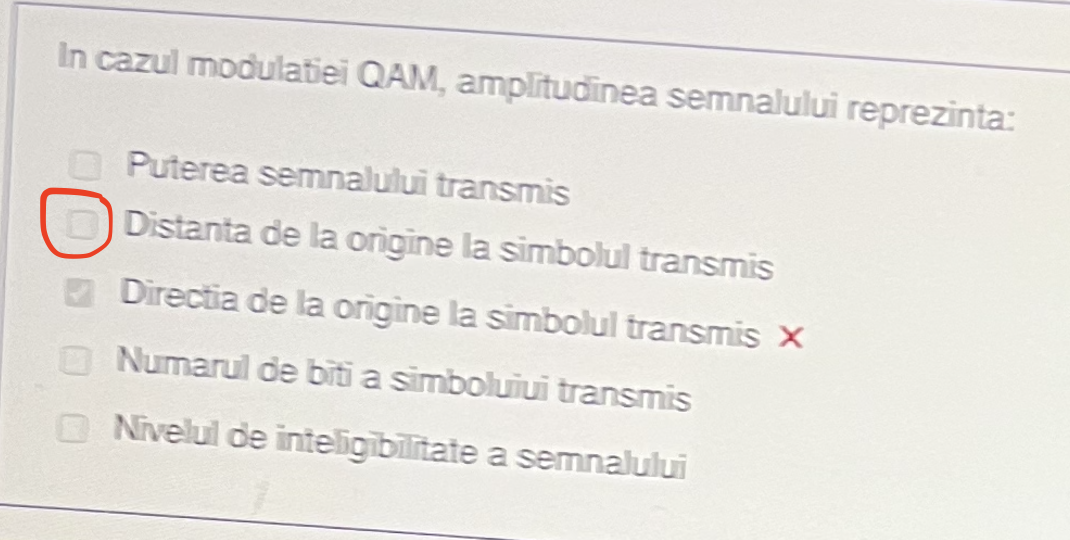 In cazul modulatiei QAM, amplitudinea semnalului reprezinta:
Puterea semnalului transmis
Distanta de la origine la simbolul transmis
Directia de la origine la simbolul transmis
Numarul de biti a simbolului transmis
Nivelul de inteligibilitate a semnalului